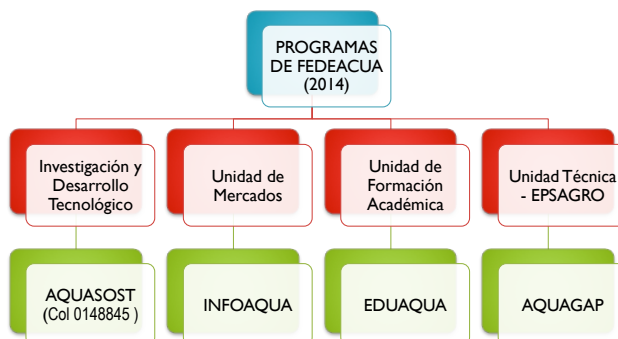 PROGRAMAS
DE FEDEACUA
(2014)
Investigación y
Desarrollo
Tecnológico
Unidad de
Mercados
Unidad de
Formación
Académica
Unidad Técnica
- EPSAGRO
AQUASOST
(Col 0148845 )
INFOAQUA
EDUAQUA
AQUAGAP